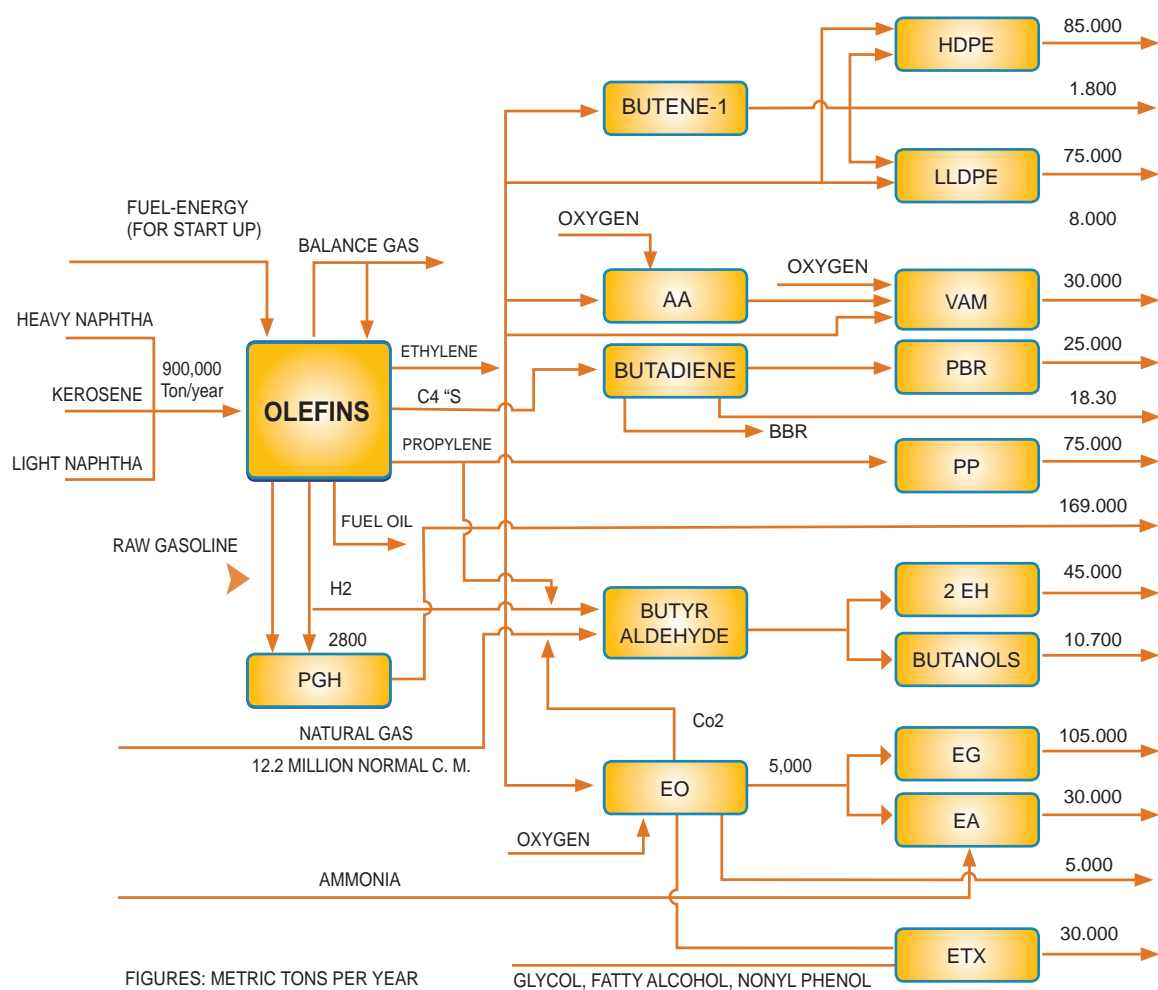 85.000
HDPE
1.800
BUTENE-1
75.000
LLDPE
FUEL-ENERGY
(FOR START UP)
8.000
OXYGEN
BALANCE GAS
OXYGEN
30.000
AA
VAM
HEAVY NAPHTHA
25.000
ETHYLENE
900,000
Ton/year
BUTADIENE
PBR
KEROSENE
C4 “S
OLEFINS
18.30
BBR
PROPYLENE
75.000
LIGHT NAPHTHA
PP
169.000
FUEL OIL
RAW GASOLINE
45.000
H2
2 EH
BUTYR
ALDEHYDE
2800
10.700
BUTANOLS
PGH
Co2
NATURAL GAS
105.000
12.2 MILLION NORMAL C. M.
5,000
EG
EO
30.000
EA
OXYGEN
5.000
AMMONIA
30.000
ETX
FIGURES: METRIC TONS PER YEAR
GLYCOL, FATTY ALCOHOL, NONYL PHENOL